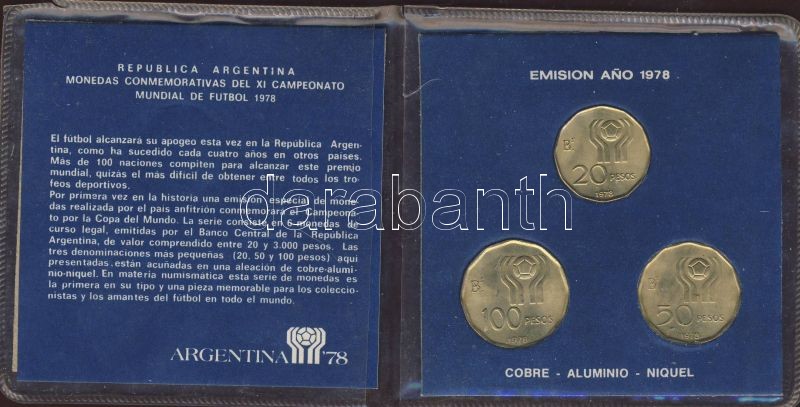 REPUBLICA ARGENTINA
MONEDAS CONMEMORATIVAS DEL XI CAMPEONATO
MUNDIAL DE FUTBOL 1978
El fútbol alcanzará su apogeo esta vez en la República Argen-
tina, como ha sucedido cada cuatro años en otros países.
Más de 100 naciones compiten para alcanzar este premio
mundial, quizás el más difícil de obtener entre todos los tro-
feos deportivos.
Por primera vez en la historia una emisión especial de mone-
das realizada por el país anfitrión conmemorará el Campeona-
to por la Copa del Mundo. La serie consiste en 6 monedas de
curso legal, emitidas por el Banco Central de la República
Argentina, de valor comprendido entre 20 y 3.000 pesos. Las
tres denominaciones más pequeñas (20, 50 y 100 pesos) aquí
presentadas están acuñadas en una aleación de cobre-alumi-
nio-niquel. En materia numismática esta serie de monedas es
la primera en su tipo y una pieza memorable para los coleccio-
nistas y los amantes del fútbol en todo el mundo.
ARGENTINA '78
EMISION AÑO 1978
20 PESOS
1978
100 PESOS
1978
50 PESOS
1978
COBRE - ALUMINIO - NIQUEL
darabanth